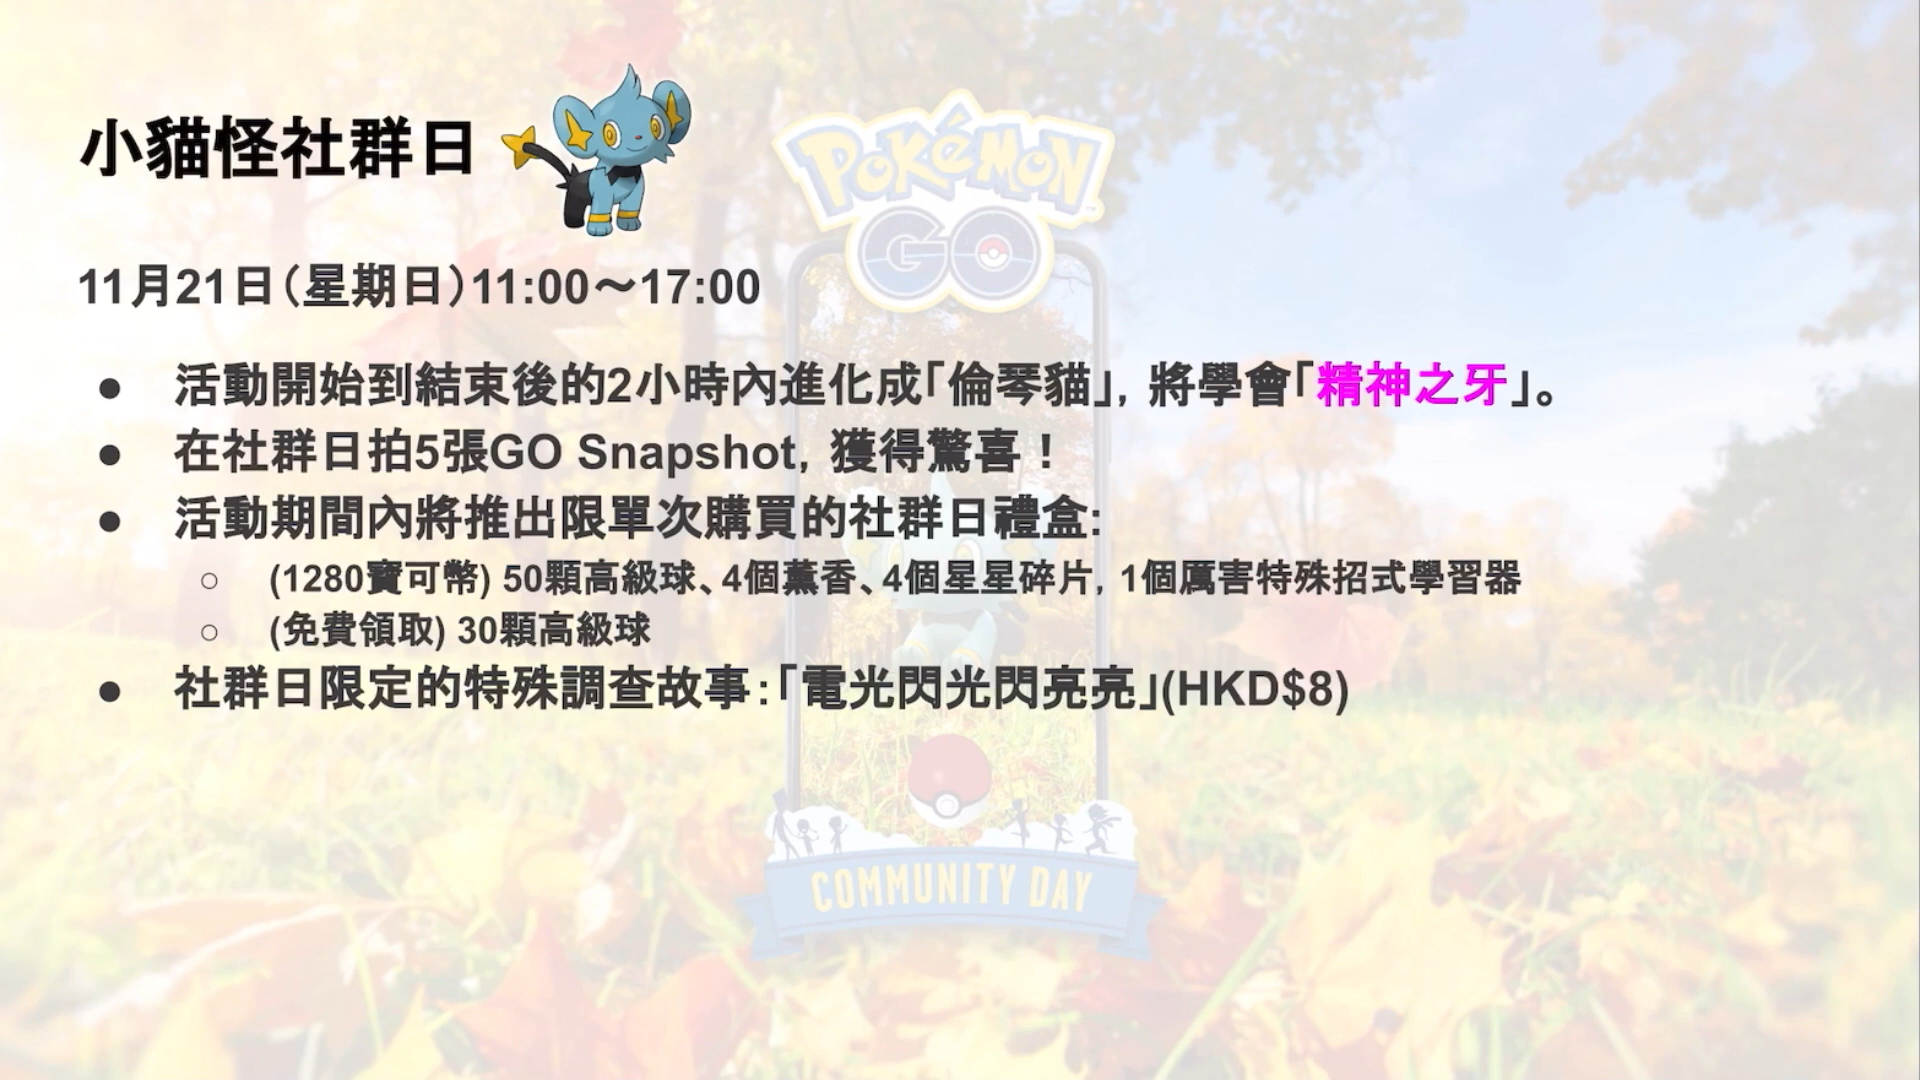 小貓怪社群日
POKéMON
GO
11月21日（星期日）11:00～17:00
● 活動開始到結束後的2小時內進化成「倫琴貓」，將學會「精神之牙」。
● 在社群日拍5張GO Snapshot，獲得驚喜！
● 活動期間內將推出限單次購買的社群日禮盒:
○ (1280寶可幣) 50顆高級球、4個薰香、4個星星碎片，1個厲害特殊招式學習器
○ (免費領取) 30顆高級球
● 社群日限定的特殊調查故事：「電光閃光閃亮亮」(HKD$8)
COMMUNITY DAY